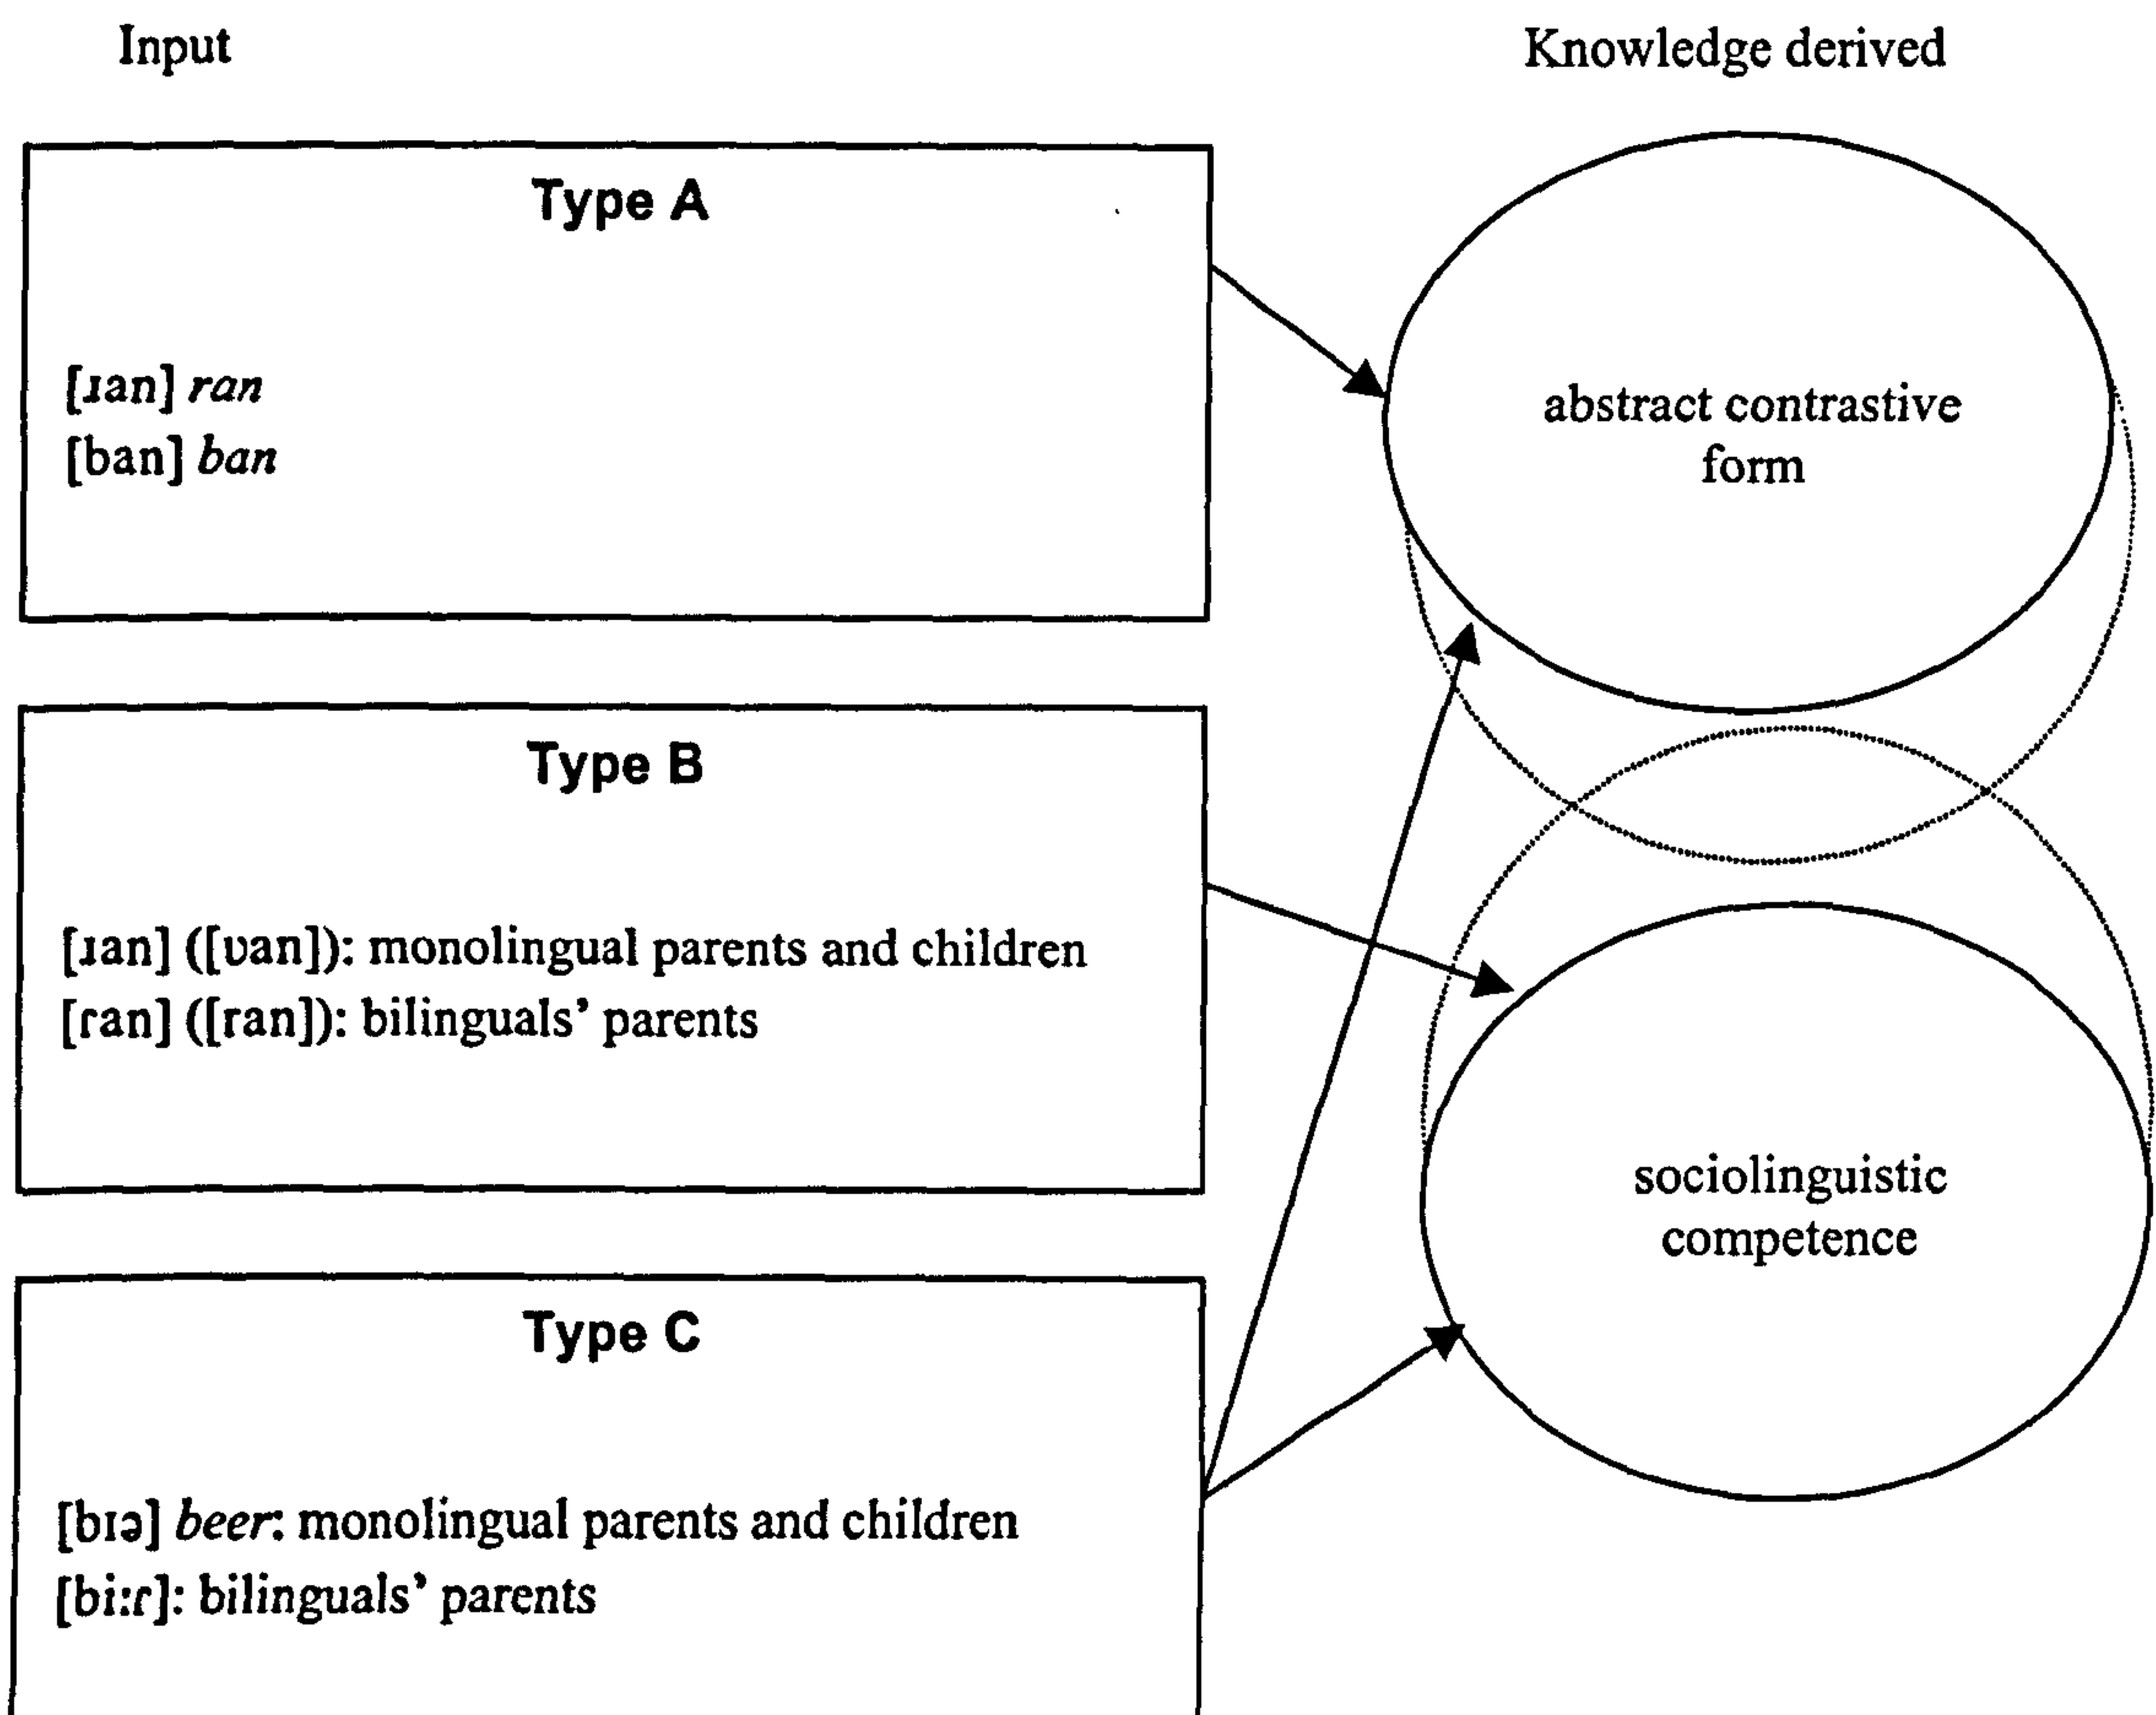 Input
Knowledge derived
Type A
[ɹan] ran
[ban] ban
abstract contrastive
form
Type B
[ɹan] ([ʋan]): monolingual parents and children
[ɾan] ([ran]): bilinguals’ parents
sociolinguistic
competence
Type C
[bɪə] beer: monolingual parents and children
[biːɾ]: bilinguals’ parents